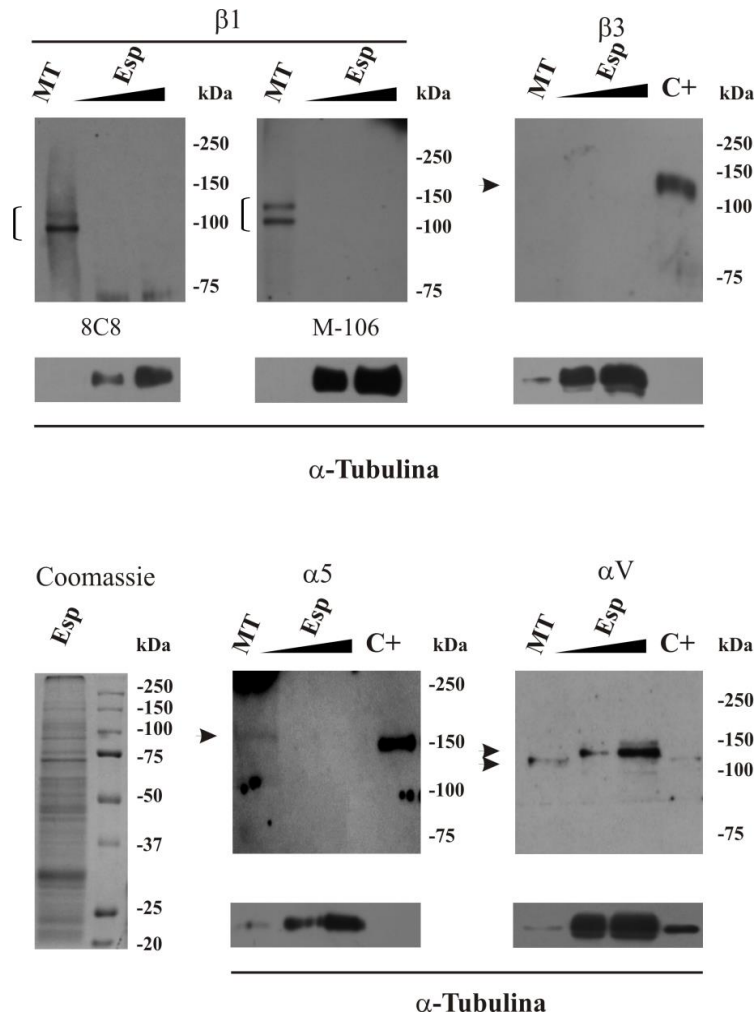 β1
β3
MT
Esp
kDa
MT
Esp
kDa
MT
Esp
C+
kDa
-250
-150
-100
-75
-250
-150
-100
-75
-250
-150
-100
-75
8C8
M-106
α-Tubulina
Coomassie
α5
αV
Esp
kDa
MT
Esp
C+
kDa
MT
Esp
C+
kDa
-250
-150
-100
-75
-50
-37
-25
-20
-250
-150
-100
-75
-250
-150
-100
-75
α-Tubulina